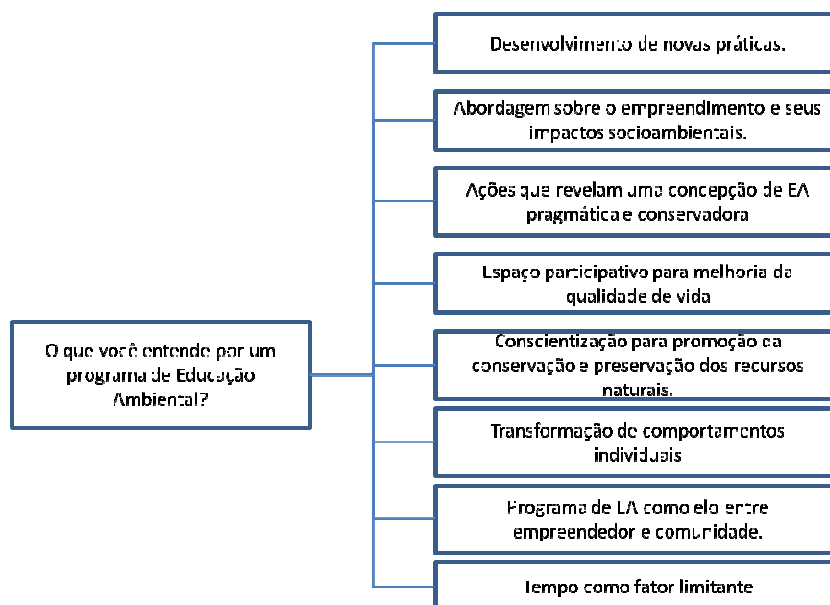 Desenvolvimento de novas práticas.
Abordagem sobre o empreendimento e seus
impactos socioambientais.
Ações que revelam uma concepção de EA
pragmática e conservadora
Espaço participativo para melhoria da
qualidade de vida
O que você entende por um
programa de Educação
Ambiental?
Conscientização para promoção da
conservação e preservação dos recursos
naturais.
Transformação de comportamentos
individuais
Programa de EA como elo entre
empreendedor e comunidade.
Tempo como fator limitante